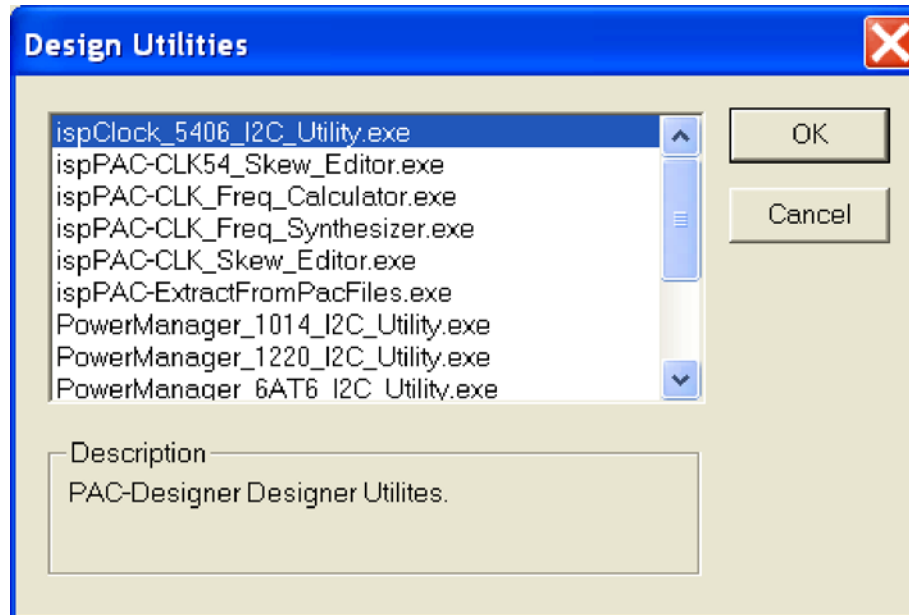 Design Utilities
ispClock_5406_I2C_Utility.exe
ispPAC-CLK54_Skew_Editor.exe
ispPAC-CLK_Freq_Calculator.exe
ispPAC-CLK_Freq_Synthesizer.exe
ispPAC-CLK_Skew_Editor.exe
ispPAC-ExtractFromPacFiles.exe
PowerManager_1014_I2C_Utility.exe
PowerManager_1220_I2C_Utility.exe
PowerManager_6AT6_I2C_Utility.exe
OK
Cancel
Description
PAC-Designer Designer Utilites.